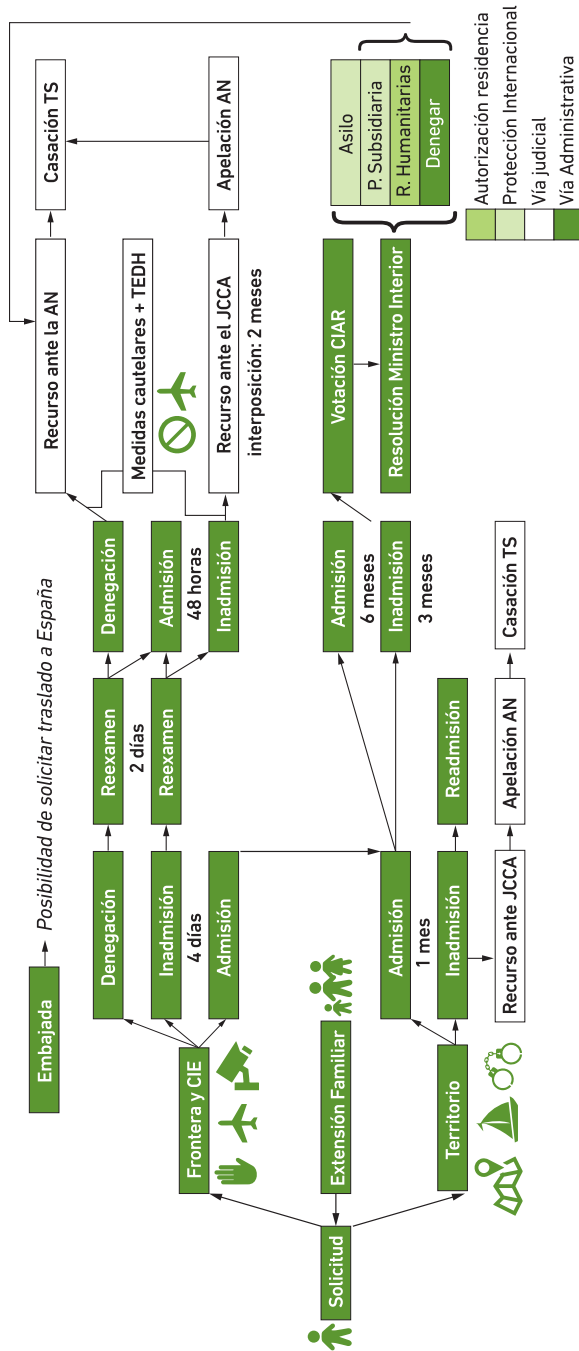 Embajada
Posibilidad de solicitar traslado a España
Solicitud
Extensión Familiar
Frontera y CIE
Denegación
Inadmisión
4 días
Admisión
Reexamen
2 días
Reexamen
Denegación
Admisión
48 horas
Inadmisión
Recurso ante la AN
Medidas cautelares + TEDH
Recurso ante el JCCA
interposición: 2 meses
Casación TS
Apelación AN
Territorio
Admisión
1 mes
Inadmisión
Readmisión
Recurso ante JCCA
Apelación AN
Casación TS
Admisión
6 meses
Inadmisión
3 meses
Votación CIAR
Resolución Ministro Interior
Asilo
P. Subsidiaria
R. Humanitarias
Denegar
Autorización residencia
Protección Internacional
Vía judicial
Vía Administrativa